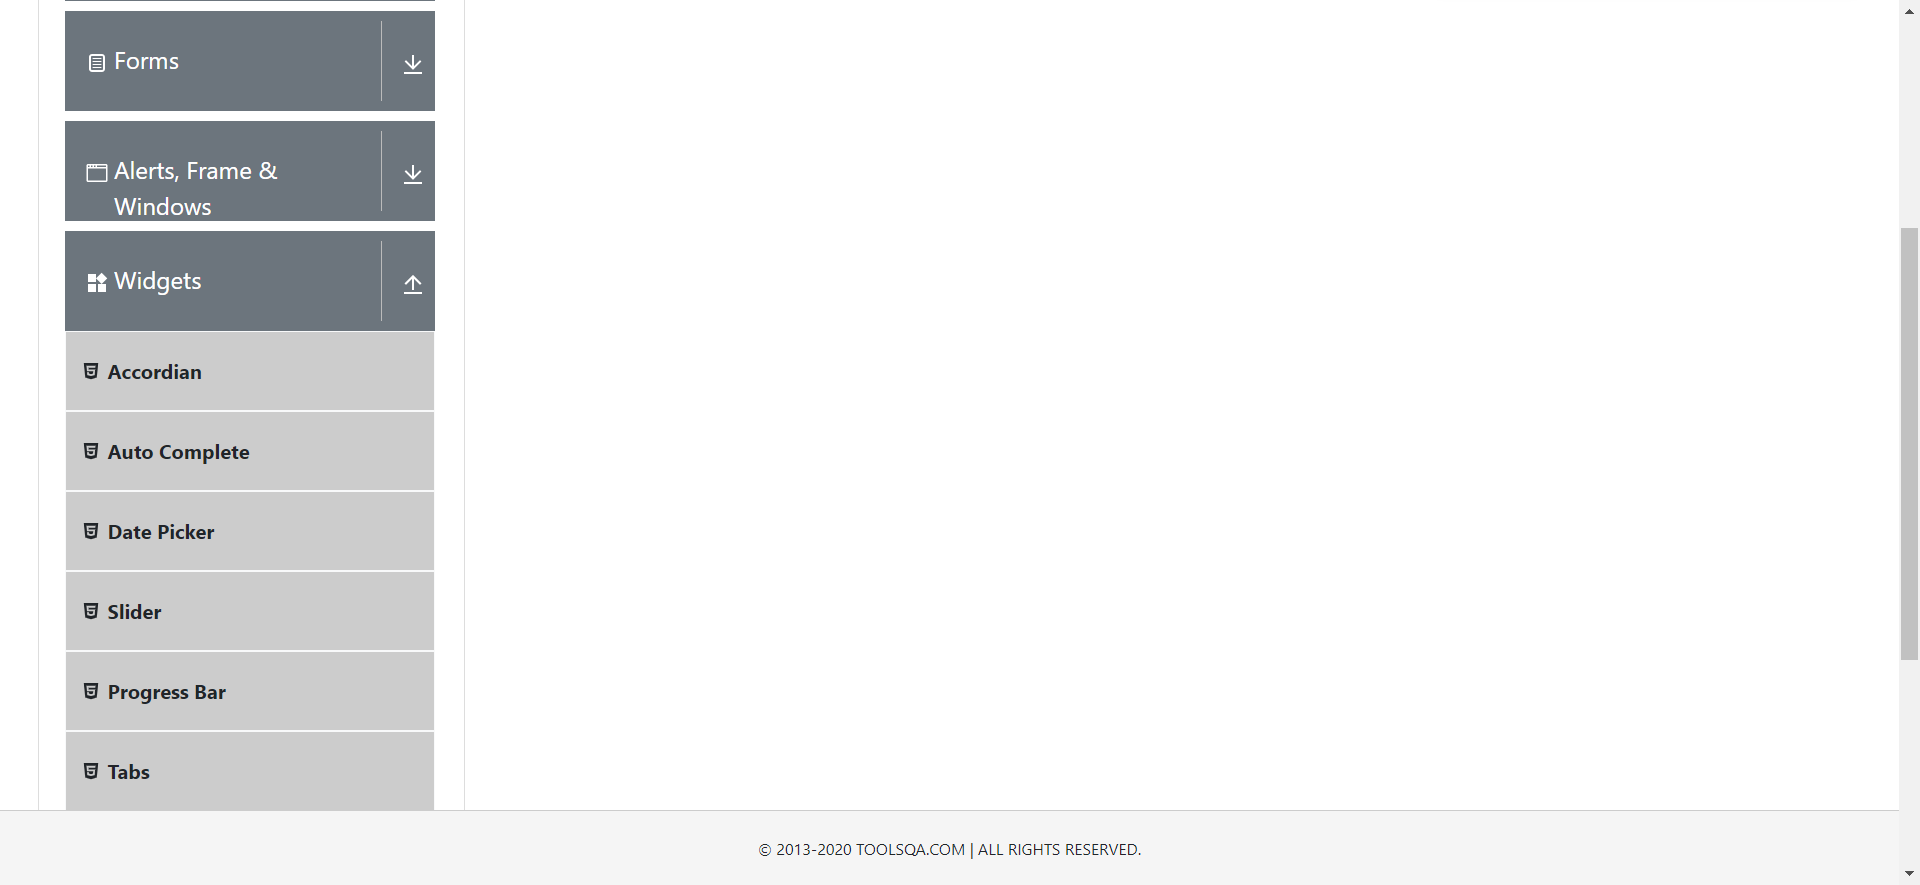 Forms
Alerts, Frame &
Windows
Widgets
Accordian
Auto Complete
Date Picker
Slider
Progress Bar
Tabs
© 2013-2020 TOOLSQA.COM | ALL RIGHTS RESERVED.